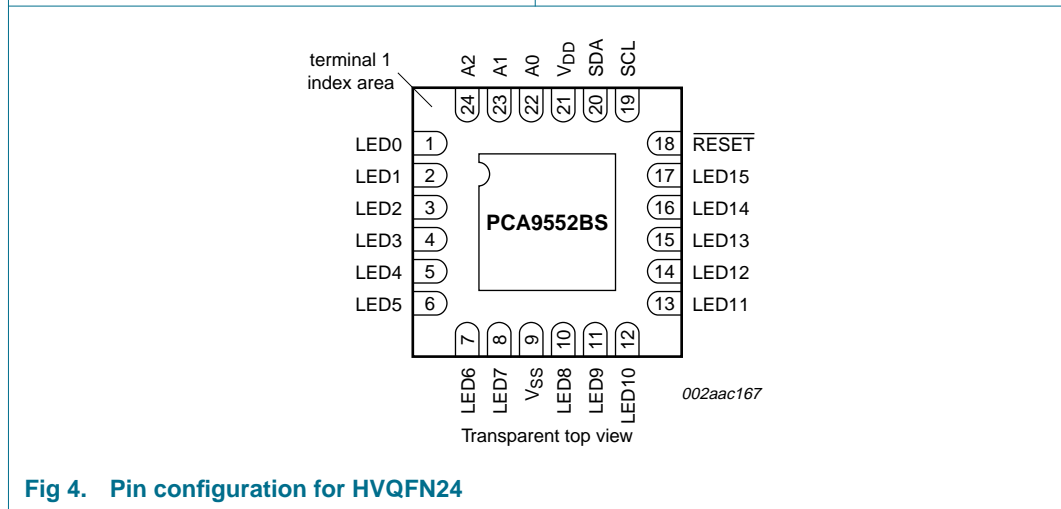 terminal 1
index area
A2
A1
A0
VDD
SDA
SCL
24
23
22
21
20
19
LED0 1
LED1 2
LED2 3
LED3 4
LED4 5
LED5 6
PCA9552BS
18 RESET
17 LED15
16 LED14
15 LED13
14 LED12
13 LED11
7
8
9
10
11
12
LED6
LED7
VSS
LED8
LED9
LED10
002aac167
Transparent top view
Fig 4. Pin configuration for HVQFN24